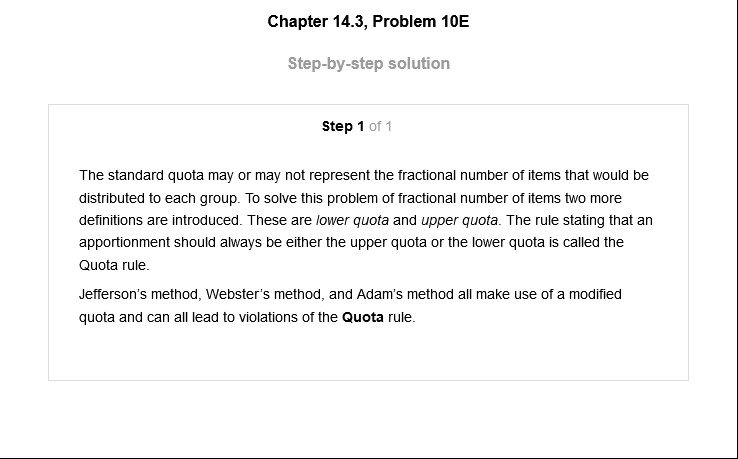 Chapter 14.3, Problem 10E
Step-by-step solution
Step 1 of 1
The standard quota may or may not represent the fractional number of items that would be
distributed to each group. To solve this problem of fractional number of items two more
definitions are introduced. These are lower quota and upper quota. The rule stating that an
apportionment should always be either the upper quota or the lower quota is called the
Quota rule.
Jefferson's method, Webster's method, and Adam's method all make use of a modified
quota and can all lead to violations of the Quota rule.